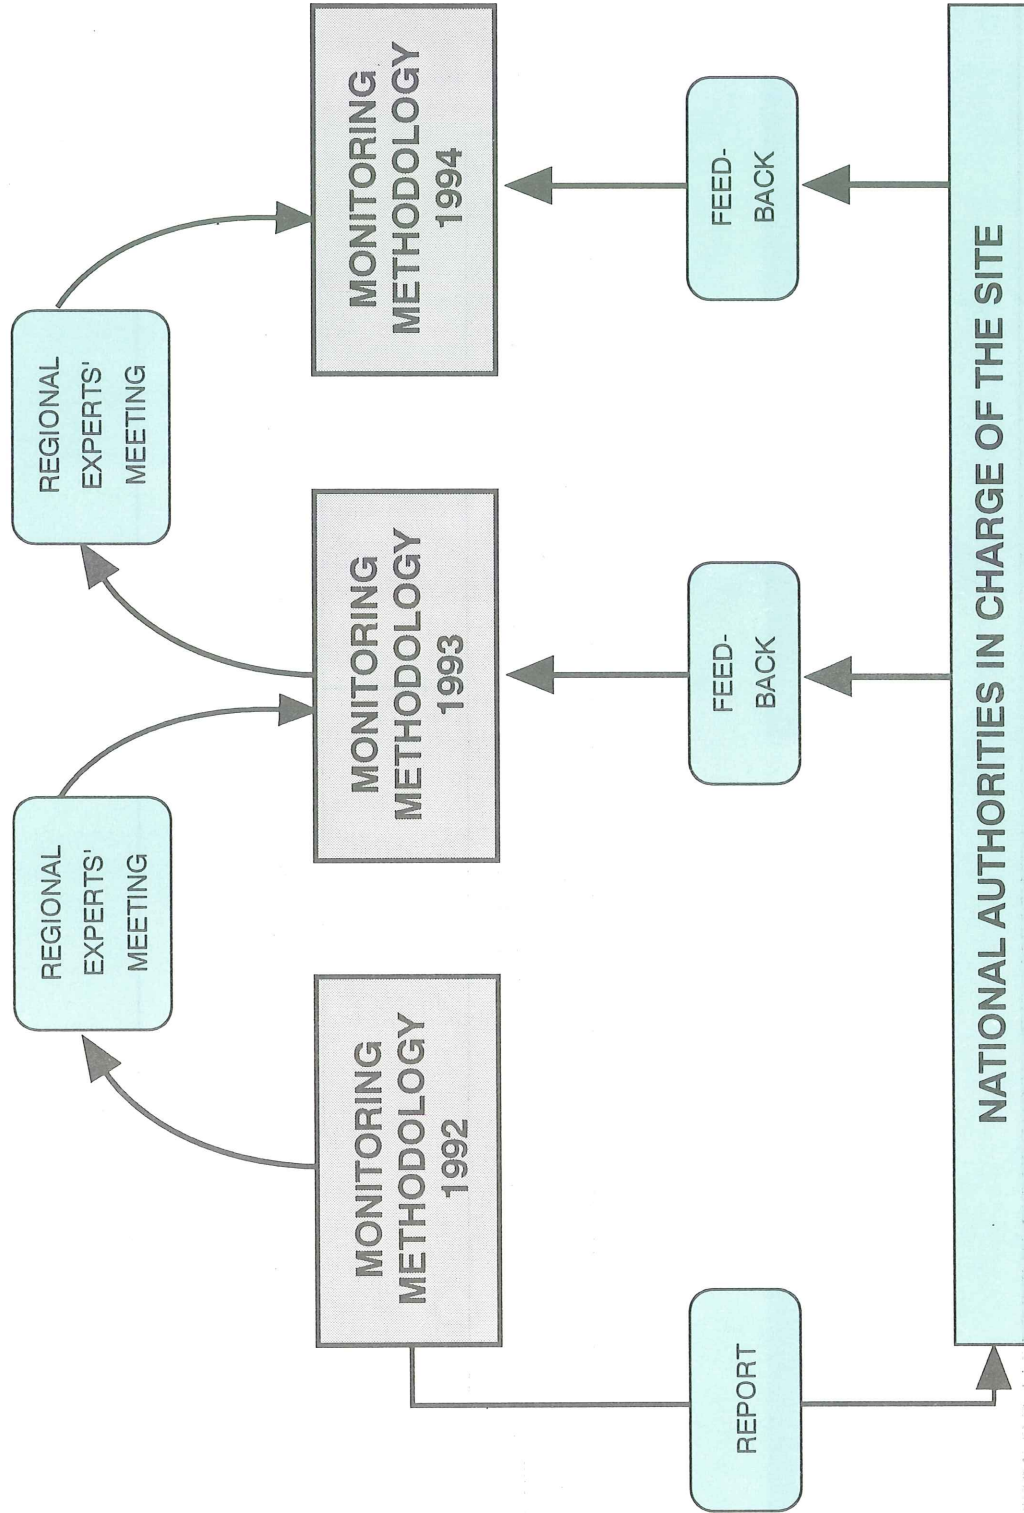 REGIONAL
EXPERTS'
MEETING
REGIONAL
EXPERTS'
MEETING
MONITORING
METHODOLOGY
1992
MONITORING
METHODOLOGY
1993
MONITORING
METHODOLOGY
1994
REPORT
FEED-
BACK
FEED-
BACK
NATIONAL AUTHORITIES IN CHARGE OF THE SITE